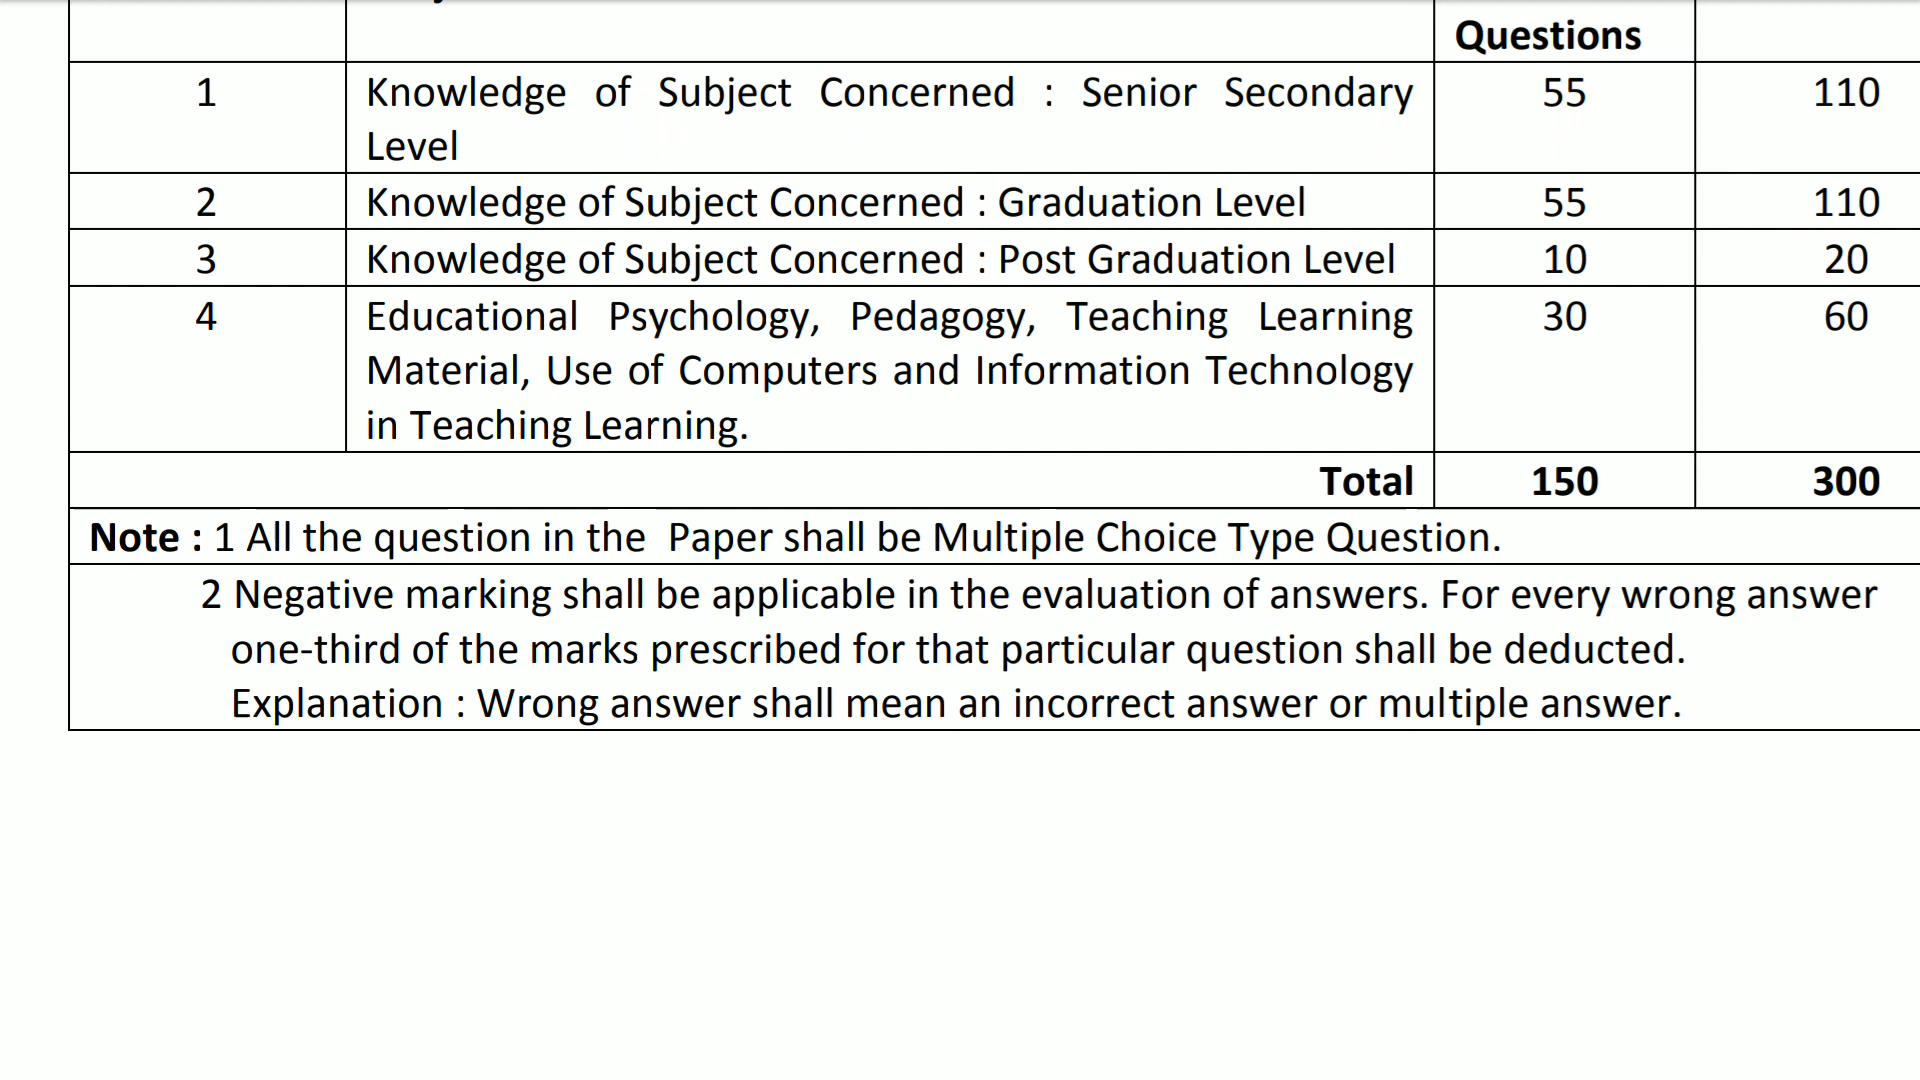 Questions
1 Knowledge of Subject Concerned : Senior Secondary 55 110
Level
2 Knowledge of Subject Concerned : Graduation Level 55 110
3 Knowledge of Subject Concerned : Post Graduation Level 10 20
4 Educational Psychology, Pedagogy, Teaching Learning 30 60
Material, Use of Computers and Information Technology
in Teaching Learning.
Total 150 300
Note : 1 All the question in the Paper shall be Multiple Choice Type Question.
2 Negative marking shall be applicable in the evaluation of answers. For every wrong answer
one-third of the marks prescribed for that particular question shall be deducted.
Explanation : Wrong answer shall mean an incorrect answer or multiple answer.